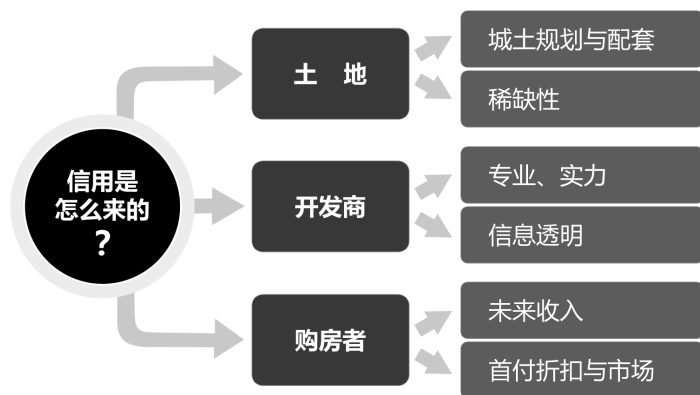 信用是
怎么来的
?
土 地
城土规划与配套
稀缺性
开发商
专业、实力
信息透明
购房者
未来收入
首付折扣与市场